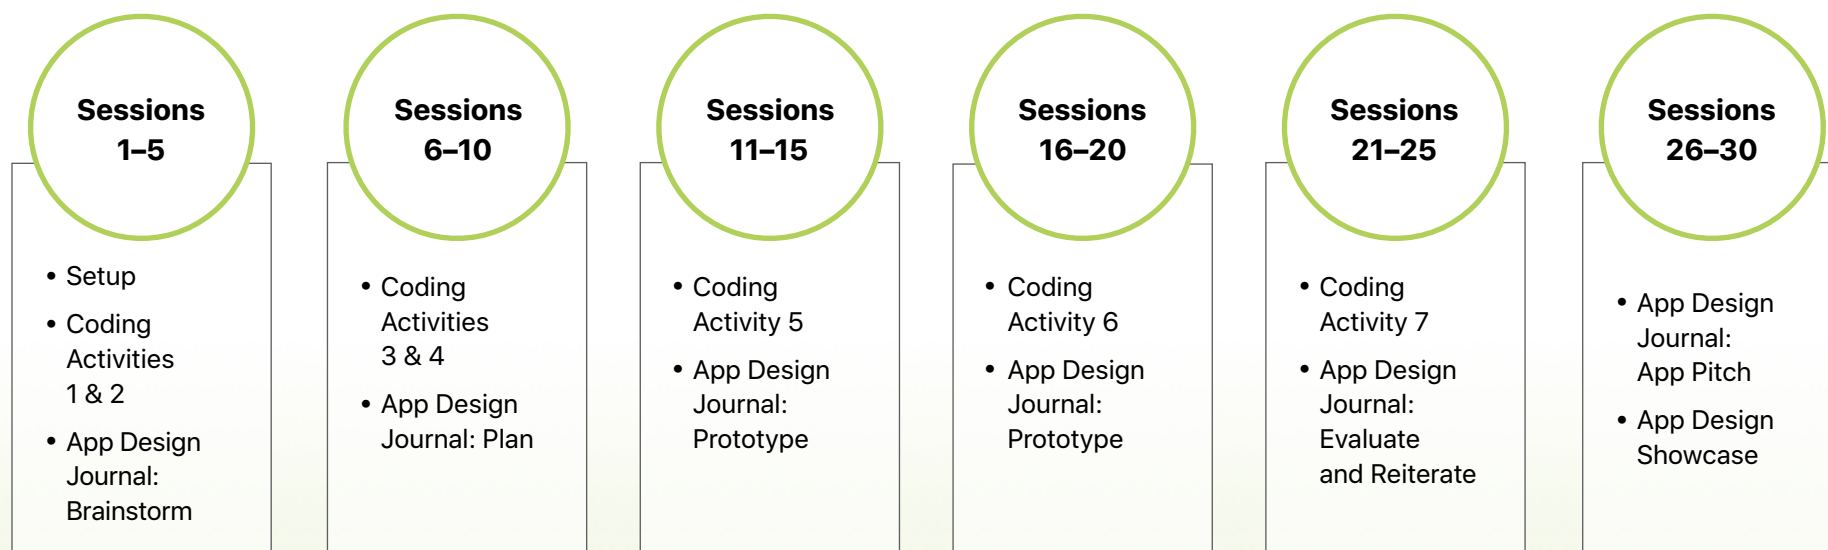 Sessions
1–5
• Setup
• Coding
Activities
1 & 2
• App Design
Journal:
Brainstorm
Sessions
6–10
• Coding
Activities
3 & 4
• App Design
Journal: Plan
Sessions
11–15
• Coding
Activity 5
• App Design
Journal:
Prototype
Sessions
16–20
• Coding
Activity 6
• App Design
Journal:
Prototype
Sessions
21–25
• Coding
Activity 7
• App Design
Journal:
Evaluate
and Reiterate
Sessions
26–30
• App Design
Journal:
App Pitch
• App Design
Showcase